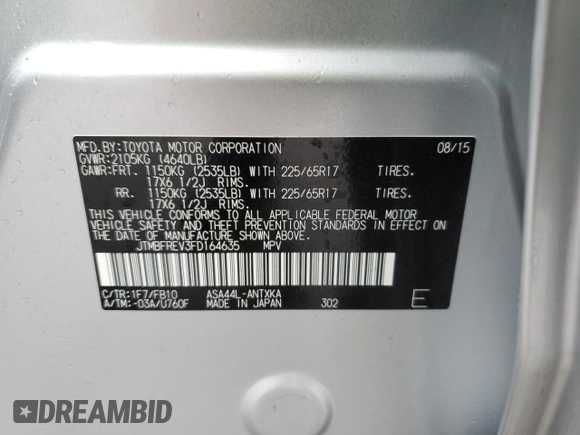 MFD.BY:TOYOTA MOTOR CORPORATION 08/15
GVWR:2105KG (4640LB)
GAWR:FRT. 1150KG (2535LB) WITH 225/65R17 TIRES.
17X6 1/2J RIMS.
RR. 1150KG (2535LB) WITH 225/65R17 TIRES.
17X6 1/2J RIMS.
THIS VEHICLE CONFORMS TO ALL APPLICABLE FEDERAL MOTOR
VEHICLE SAFETY AND THEFT PREVENTION STANDARDS IN
EFFECT ON THE DATE OF MANUFACTURE SHOWN ABOVE.
JTMBFREV3FD164635 MPV
C/TR:1F7/FB10 ASA44L-ANTXKA
A/TM:-03A/U760F MADE IN JAPAN 302 E
DREAMBID